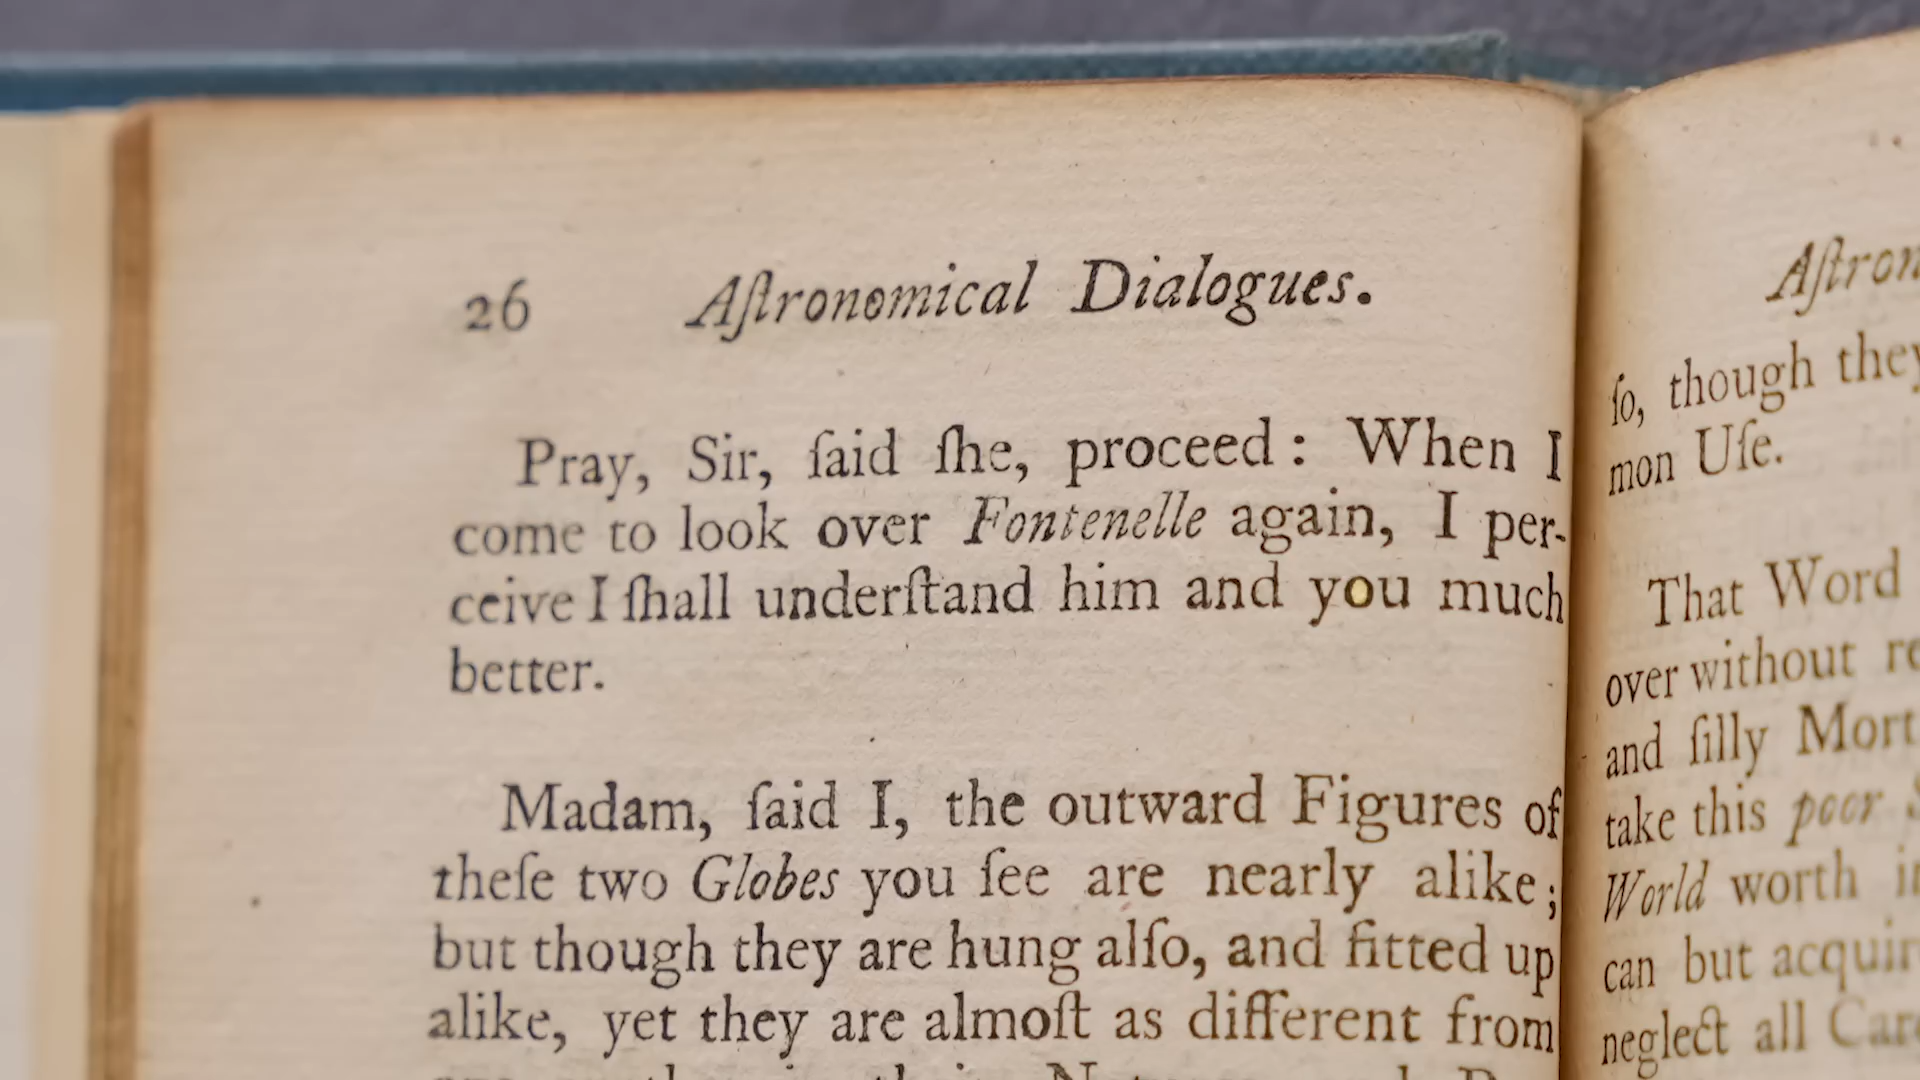 26 Aſtronomical Dialogues.
Pray, Sir, ſaid ſhe, proceed: When I
come to look over Fontenelle again, I per-
ceive I ſhall underſtand him and you much
better.
Madam, ſaid I, the outward Figures of
theſe two Globes you ſee are nearly alike;
but though they are hung alſo, and fitted up
alike, yet they are almoſt as different from
Aſtron
ſo, though they
mon Uſe.
That Word
over without re
and ſilly Mort
take this poor
World worth in
can but acquir
neglect all Care